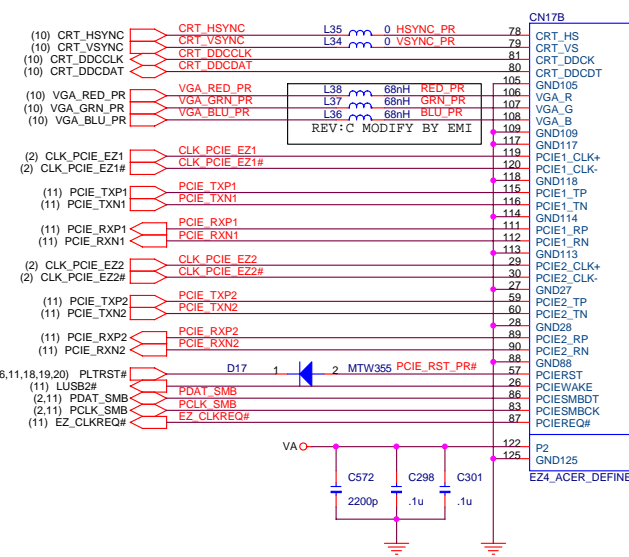 CN17B
(10) CRT_HSYNC CRT_HSYNC L35 0 HSYNC_PR 78 CRT_HS
(10) CRT_VSYNC CRT_VSYNC L34 0 VSYNC_PR 79 CRT_VS
(10) CRT_DDCCLK CRT_DDCCLK 81 CRT_DDCK
(10) CRT_DDCDAT CRT_DDCDAT 80 CRT_DDCDT
105 GND105
(10) VGA_RED_PR VGA_RED_PR L38 68nH RED_PR 106 VGA_R
(10) VGA_GRN_PR VGA_GRN_PR L37 68nH GRN_PR 107 VGA_G
(10) VGA_BLU_PR VGA_BLU_PR L36 68nH BLU_PR 108 VGA_B
REV:C MODIFY BY EMI
109 GND109
117 GND117
(2) CLK_PCIE_EZ1 CLK_PCIE_EZ1 119 PCIE1_CLK+
(2) CLK_PCIE_EZ1# CLK_PCIE_EZ1# 120 PCIE1_CLK-
118 GND118
(11) PCIE_TXP1 PCIE_TXP1 115 PCIE1_TP
(11) PCIE_TXN1 PCIE_TXN1 116 PCIE1_TN
114 GND114
(11) PCIE_RXP1 PCIE_RXP1 111 PCIE1_RP
(11) PCIE_RXN1 PCIE_RXN1 112 PCIE1_RN
113 GND113
(2) CLK_PCIE_EZ2 CLK_PCIE_EZ2 29 PCIE2_CLK+
(2) CLK_PCIE_EZ2# CLK_PCIE_EZ2# 30 PCIE2_CLK-
27 GND27
(11) PCIE_TXP2 PCIE_TXP2 59 PCIE2_TP
(11) PCIE_TXN2 PCIE_TXN2 60 PCIE2_TN
28 GND28
(11) PCIE_RXP2 PCIE_RXP2 89 PCIE2_RP
(11) PCIE_RXN2 PCIE_RXN2 90 PCIE2_RN
88 GND88
6,11,18,19,20) PLTRST# D17 1 2 MTW355 PCIE_RST_PR# 57 PCIERST
(11) LUSB2# 26 PCIEWAKE
(2,11) PDAT_SMB PDAT_SMB 86 PCIESMBDT
(2,11) PCLK_SMB PCLK_SMB 83 PCIESMBCK
(11) EZ_CLKREQ# EZ_CLKREQ# 87 PCIEREQ#
VA 122 P2
125 GND125
C572 C298 C301 EZ4_ACER_DEFINE
2200p .1u .1u